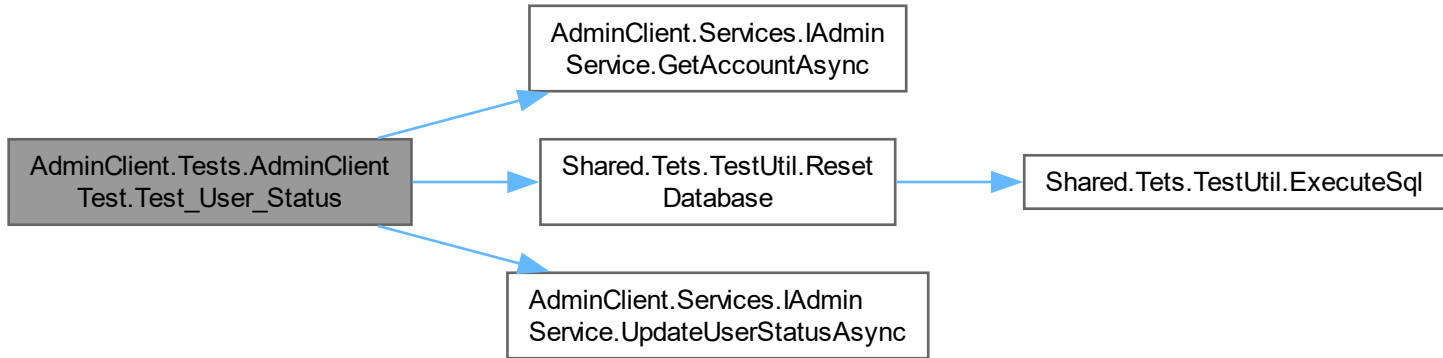 AdminClient.Services.IAdmin
Service.GetAccountAsync
AdminClient.Tests.AdminClient
Test.Test_User_Status
Shared.Tets.TestUtil.Reset
Database
Shared.Tets.TestUtil.ExecuteSql
AdminClient.Services.IAdmin
Service.UpdateUserStatusAsync